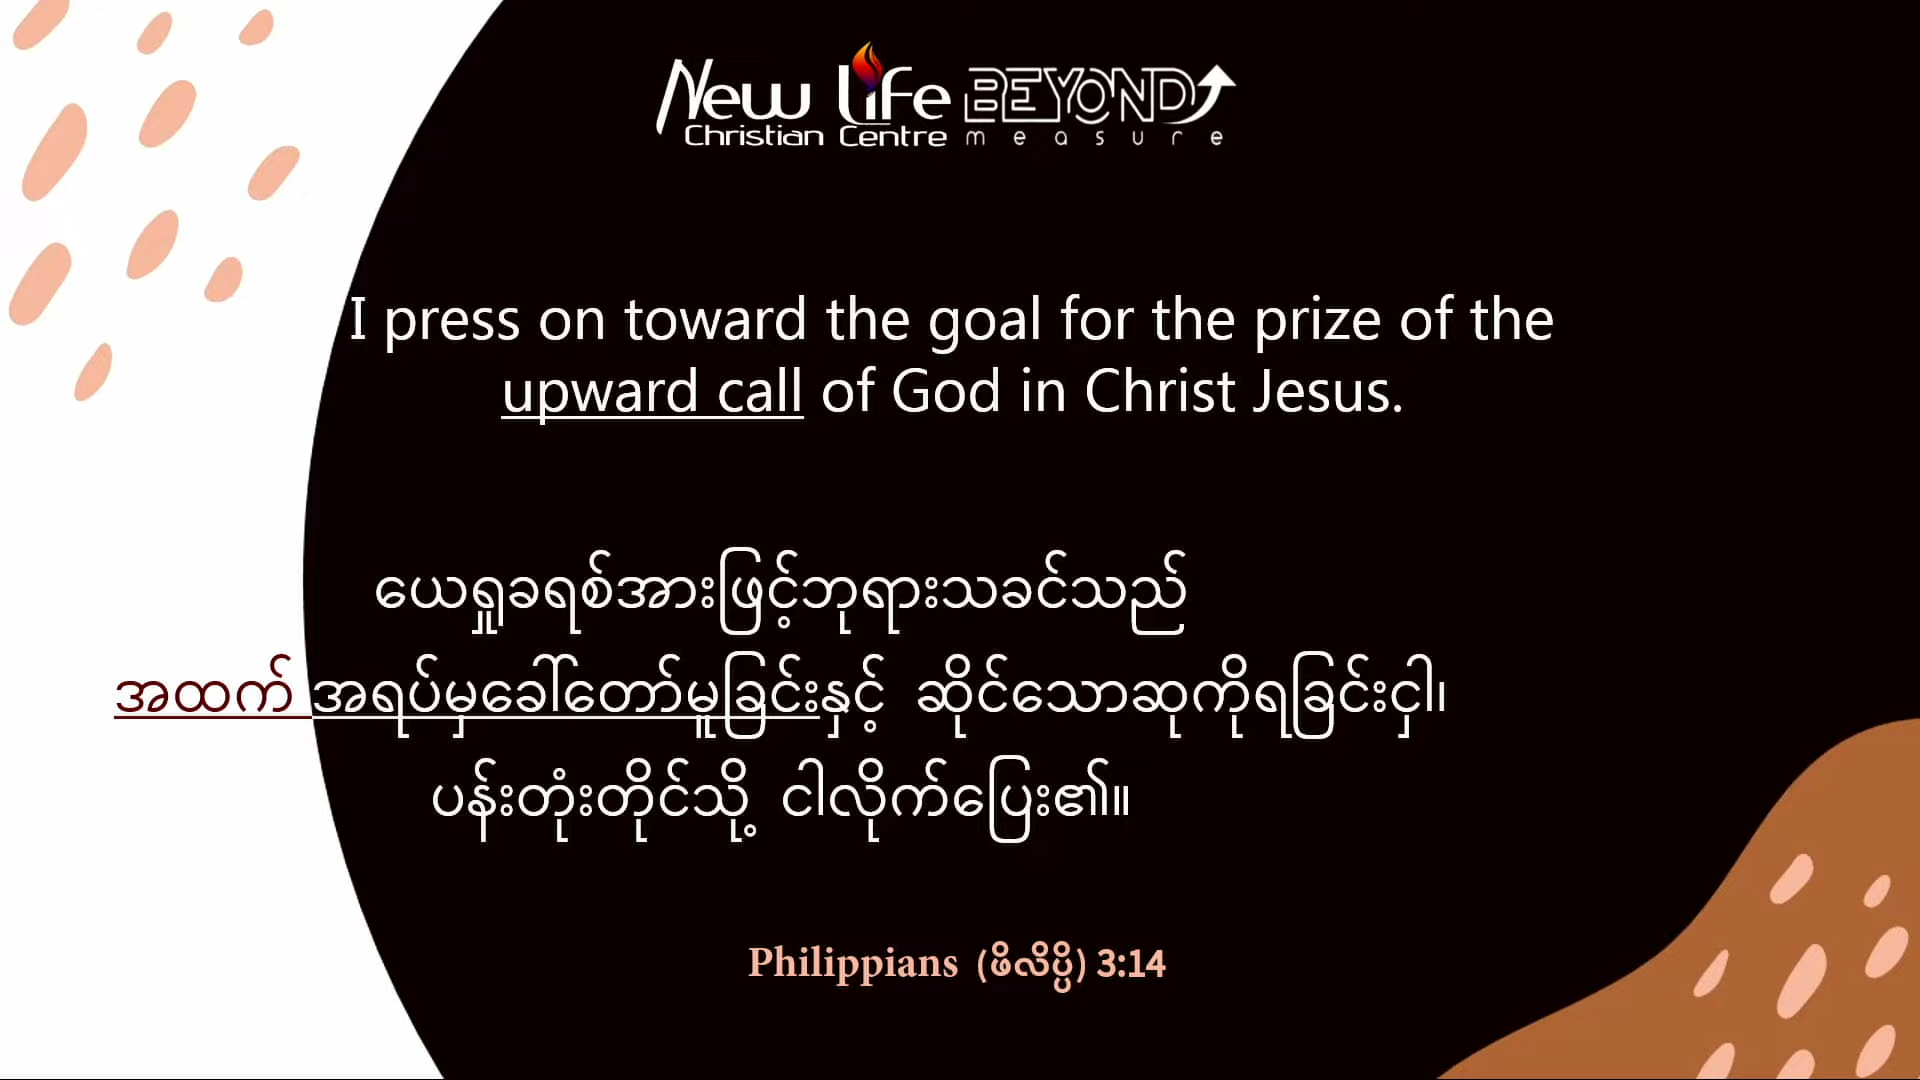 New Life BEYOND
Christian Centre measure
I press on toward the goal for the prize of the
upward call of God in Christ Jesus.
ယေရှုခရစ်အားဖြင့်ဘုရားသခင်သည်
အထက် အရပ်မှခေါ်တော်မူခြင်းနှင့် ဆိုင်သောဆုကိုရခြင်းငှါ၊
ပန်းတုံးတိုင်သို့ ငါလိုက်ပြေး၏။
Philippians (ဖိလိပ္ပိ) 3:14